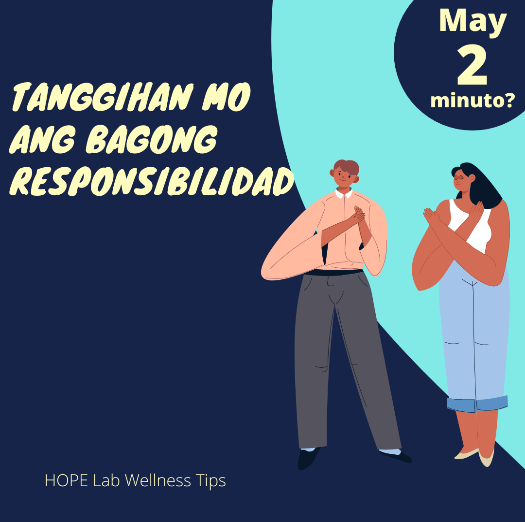 May
2
minuto?
TANGGIHAN MO
ANG BAGONG
RESPONSIBILIDAD
HOPE Lab Wellness Tips